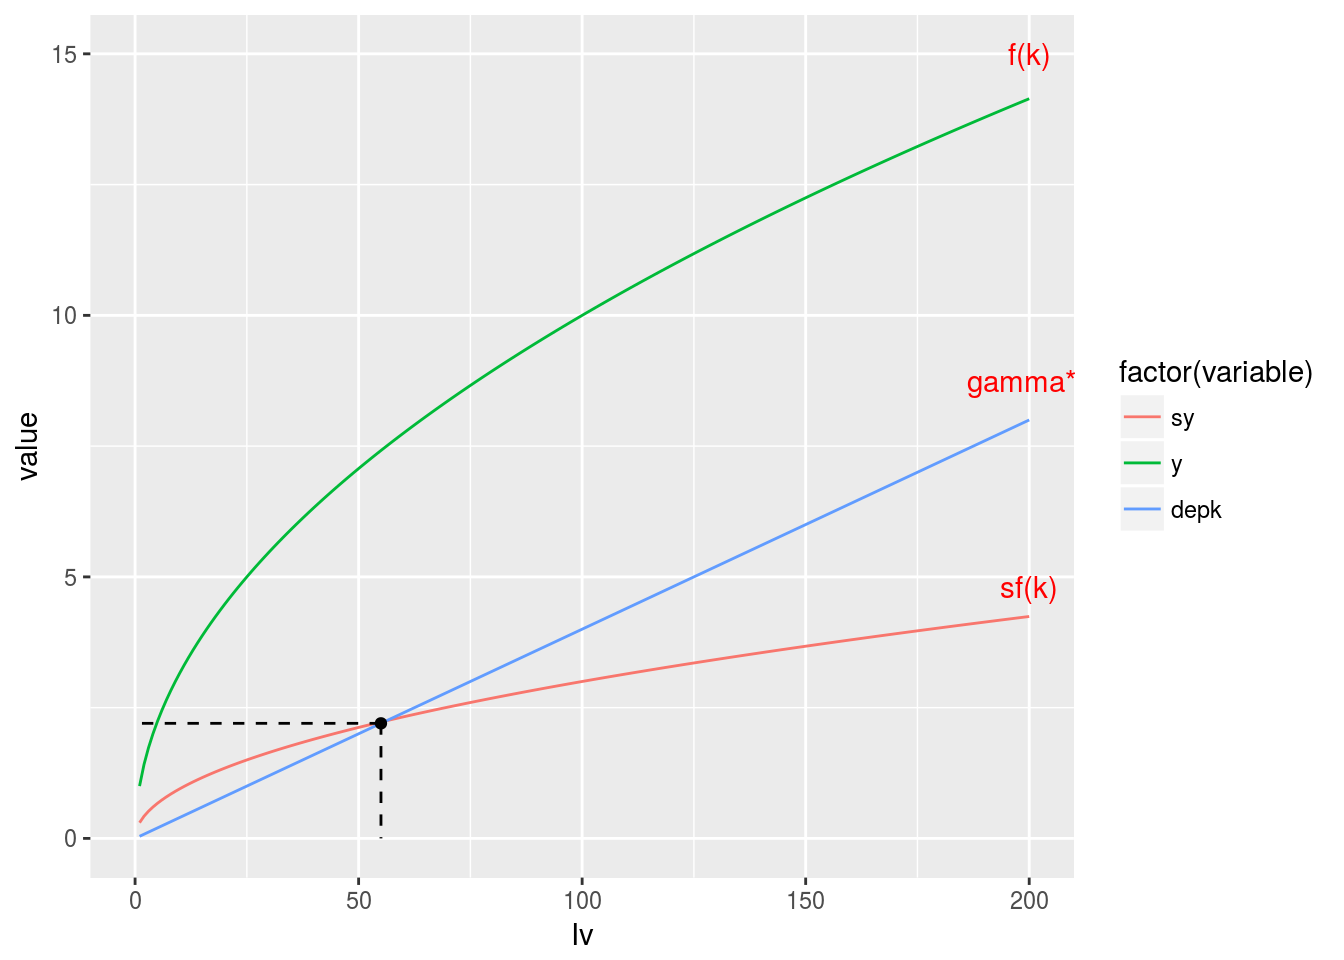 15
10
5
0
value
0
50
100
150
200
lv
f(k)
gamma*
sf(k)
factor(variable)
sy
y
depk